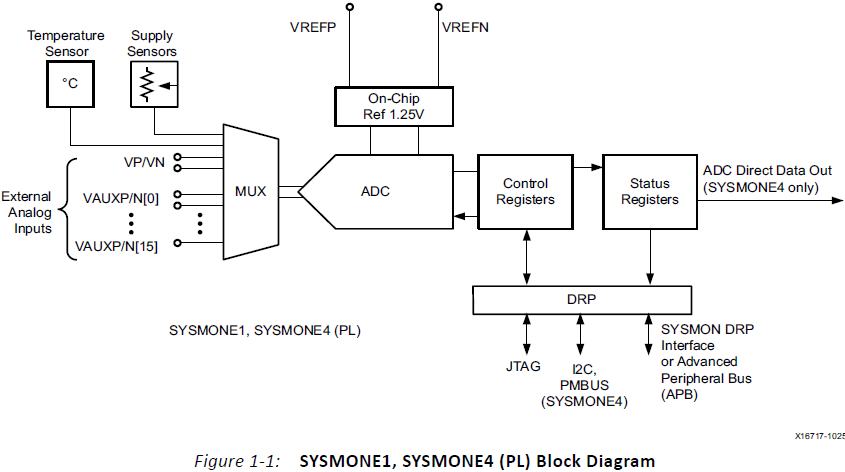 VREFP
VREFN
Temperature
Sensor
Supply
Sensors
°C
On-Chip
Ref 1.25V
External
Analog
Inputs
VP/VN
VAUXP/N[0]
VAUXP/N[15]
MUX
ADC
Control
Registers
Status
Registers
ADC Direct Data Out
(SYSMONE4 only)
DRP
SYSMONE1, SYSMONE4 (PL)
JTAG
I2C,
PMBUS
(SYSMONE4)
SYSMON DRP
Interface
or Advanced
Peripheral Bus
(APB)
X16717-1025
Figure 1-1: SYSMONE1, SYSMONE4 (PL) Block Diagram